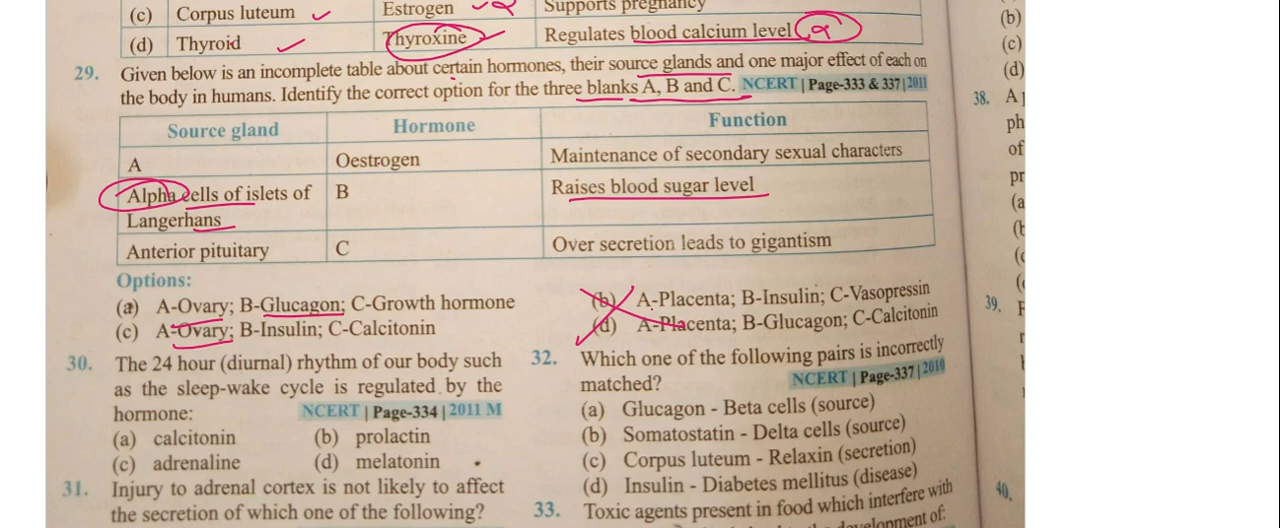 (c) Corpus luteum Estrogen Supports pregnancy
(d) Thyroid Thyroxine Regulates blood calcium level
29. Given below is an incomplete table about certain hormones, their source glands and one major effect of each on
the body in humans. Identify the correct option for the three blanks A, B and C. NCERT | Page-333 & 337 | 2011
Source gland Hormone Function
A Oestrogen Maintenance of secondary sexual characters
Alpha cells of islets of B Raises blood sugar level
Langerhans
Anterior pituitary C Over secretion leads to gigantism
Options:
(a) A-Ovary; B-Glucagon; C-Growth hormone
(b) A-Placenta; B-Insulin; C-Vasopressin
(c) A-Ovary; B-Insulin; C-Calcitonin
(d) A-Placenta; B-Glucagon; C-Calcitonin
30. The 24 hour (diurnal) rhythm of our body such
as the sleep-wake cycle is regulated by the
hormone: NCERT | Page-334 | 2011 M
(a) calcitonin (b) prolactin
(c) adrenaline (d) melatonin
31. Injury to adrenal cortex is not likely to affect
the secretion of which one of the following?
32. Which one of the following pairs is incorrectly
matched? NCERT | Page-337 | 2010
(a) Glucagon - Beta cells (source)
(b) Somatostatin - Delta cells (source)
(c) Corpus luteum - Relaxin (secretion)
(d) Insulin - Diabetes mellitus (disease)
33. Toxic agents present in food which interfere with
development of:
(b)
(c)
(d)
38. A
ph
of
pr
(a
(b
(c
(
39. F
40.